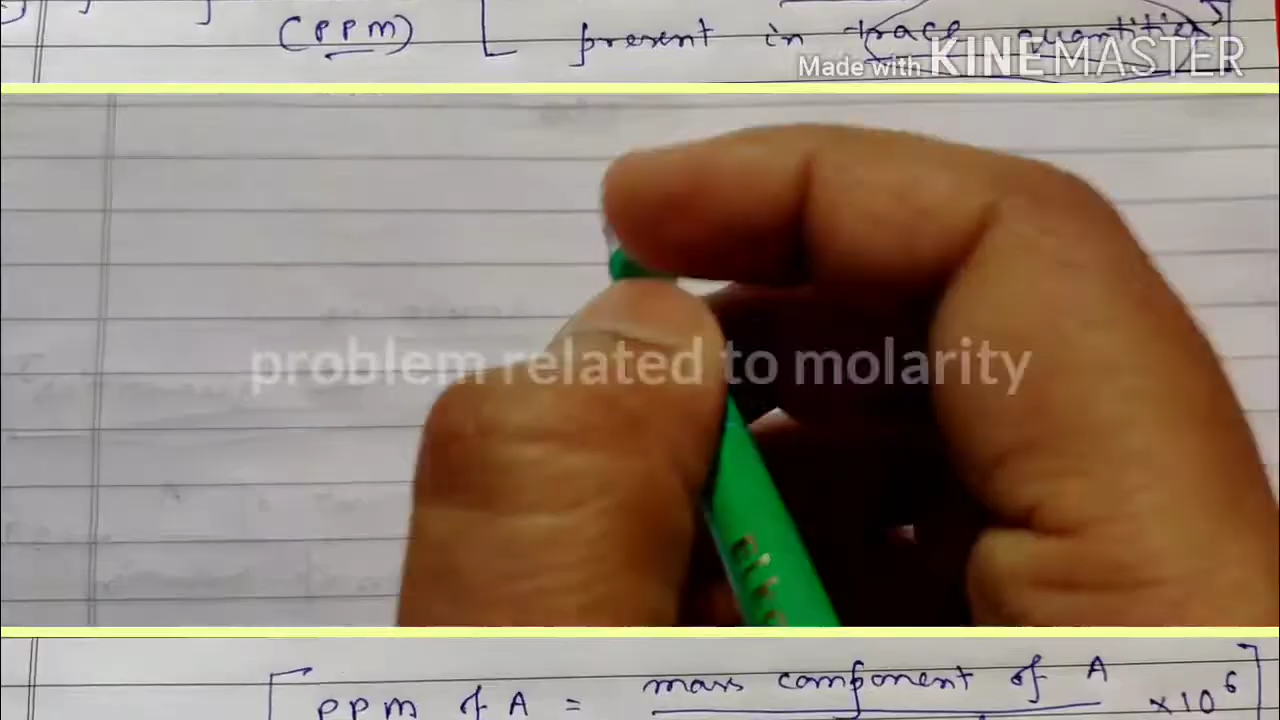 (PPM) present in trace quantities
Made with KINEMASTER
problem related to molarity
mass component of A
PPM of A = ×10⁶